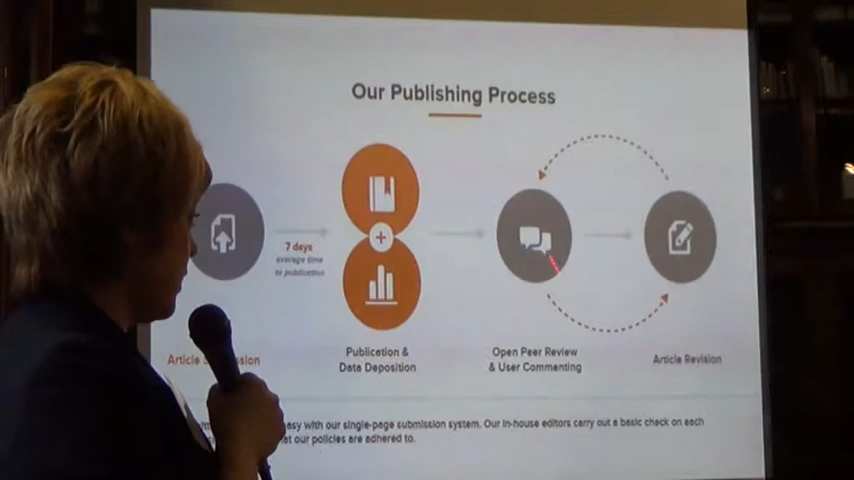 Our Publishing Process
7 days
average time
to publication
Article
Publication &
Data Deposition
Open Peer Review
& User Commenting
Article Revision
easy with our single-page submission system. Our in-house editors carry out a basic check on each
our policies are adhered to.